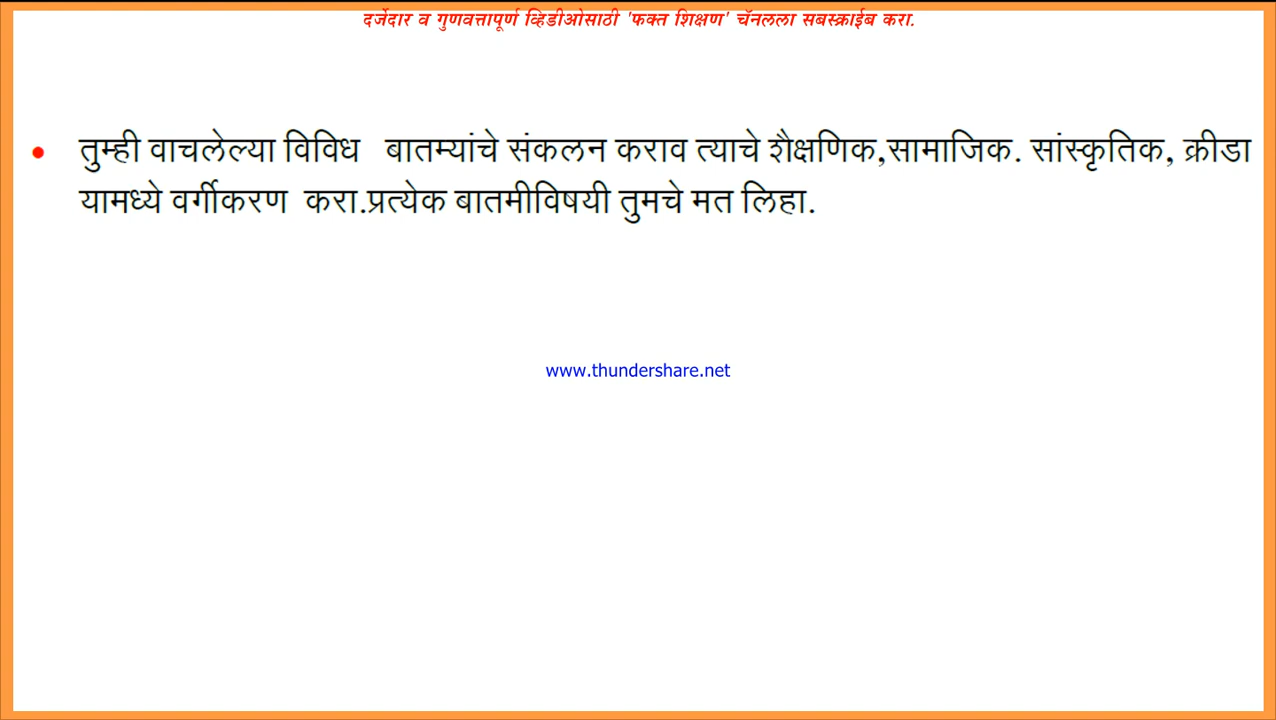 दर्जेदार व गुणवत्तापूर्ण व्हिडीओसाठी 'फक्त शिक्षण' चॅनलला सबस्क्राईब करा.
• तुम्ही वाचलेल्या विविध बातम्यांचे संकलन कराव त्याचे शैक्षणिक,सामाजिक. सांस्कृतिक, क्रीडा
यामध्ये वर्गीकरण करा.प्रत्येक बातमीविषयी तुमचे मत लिहा.
www.thundershare.net